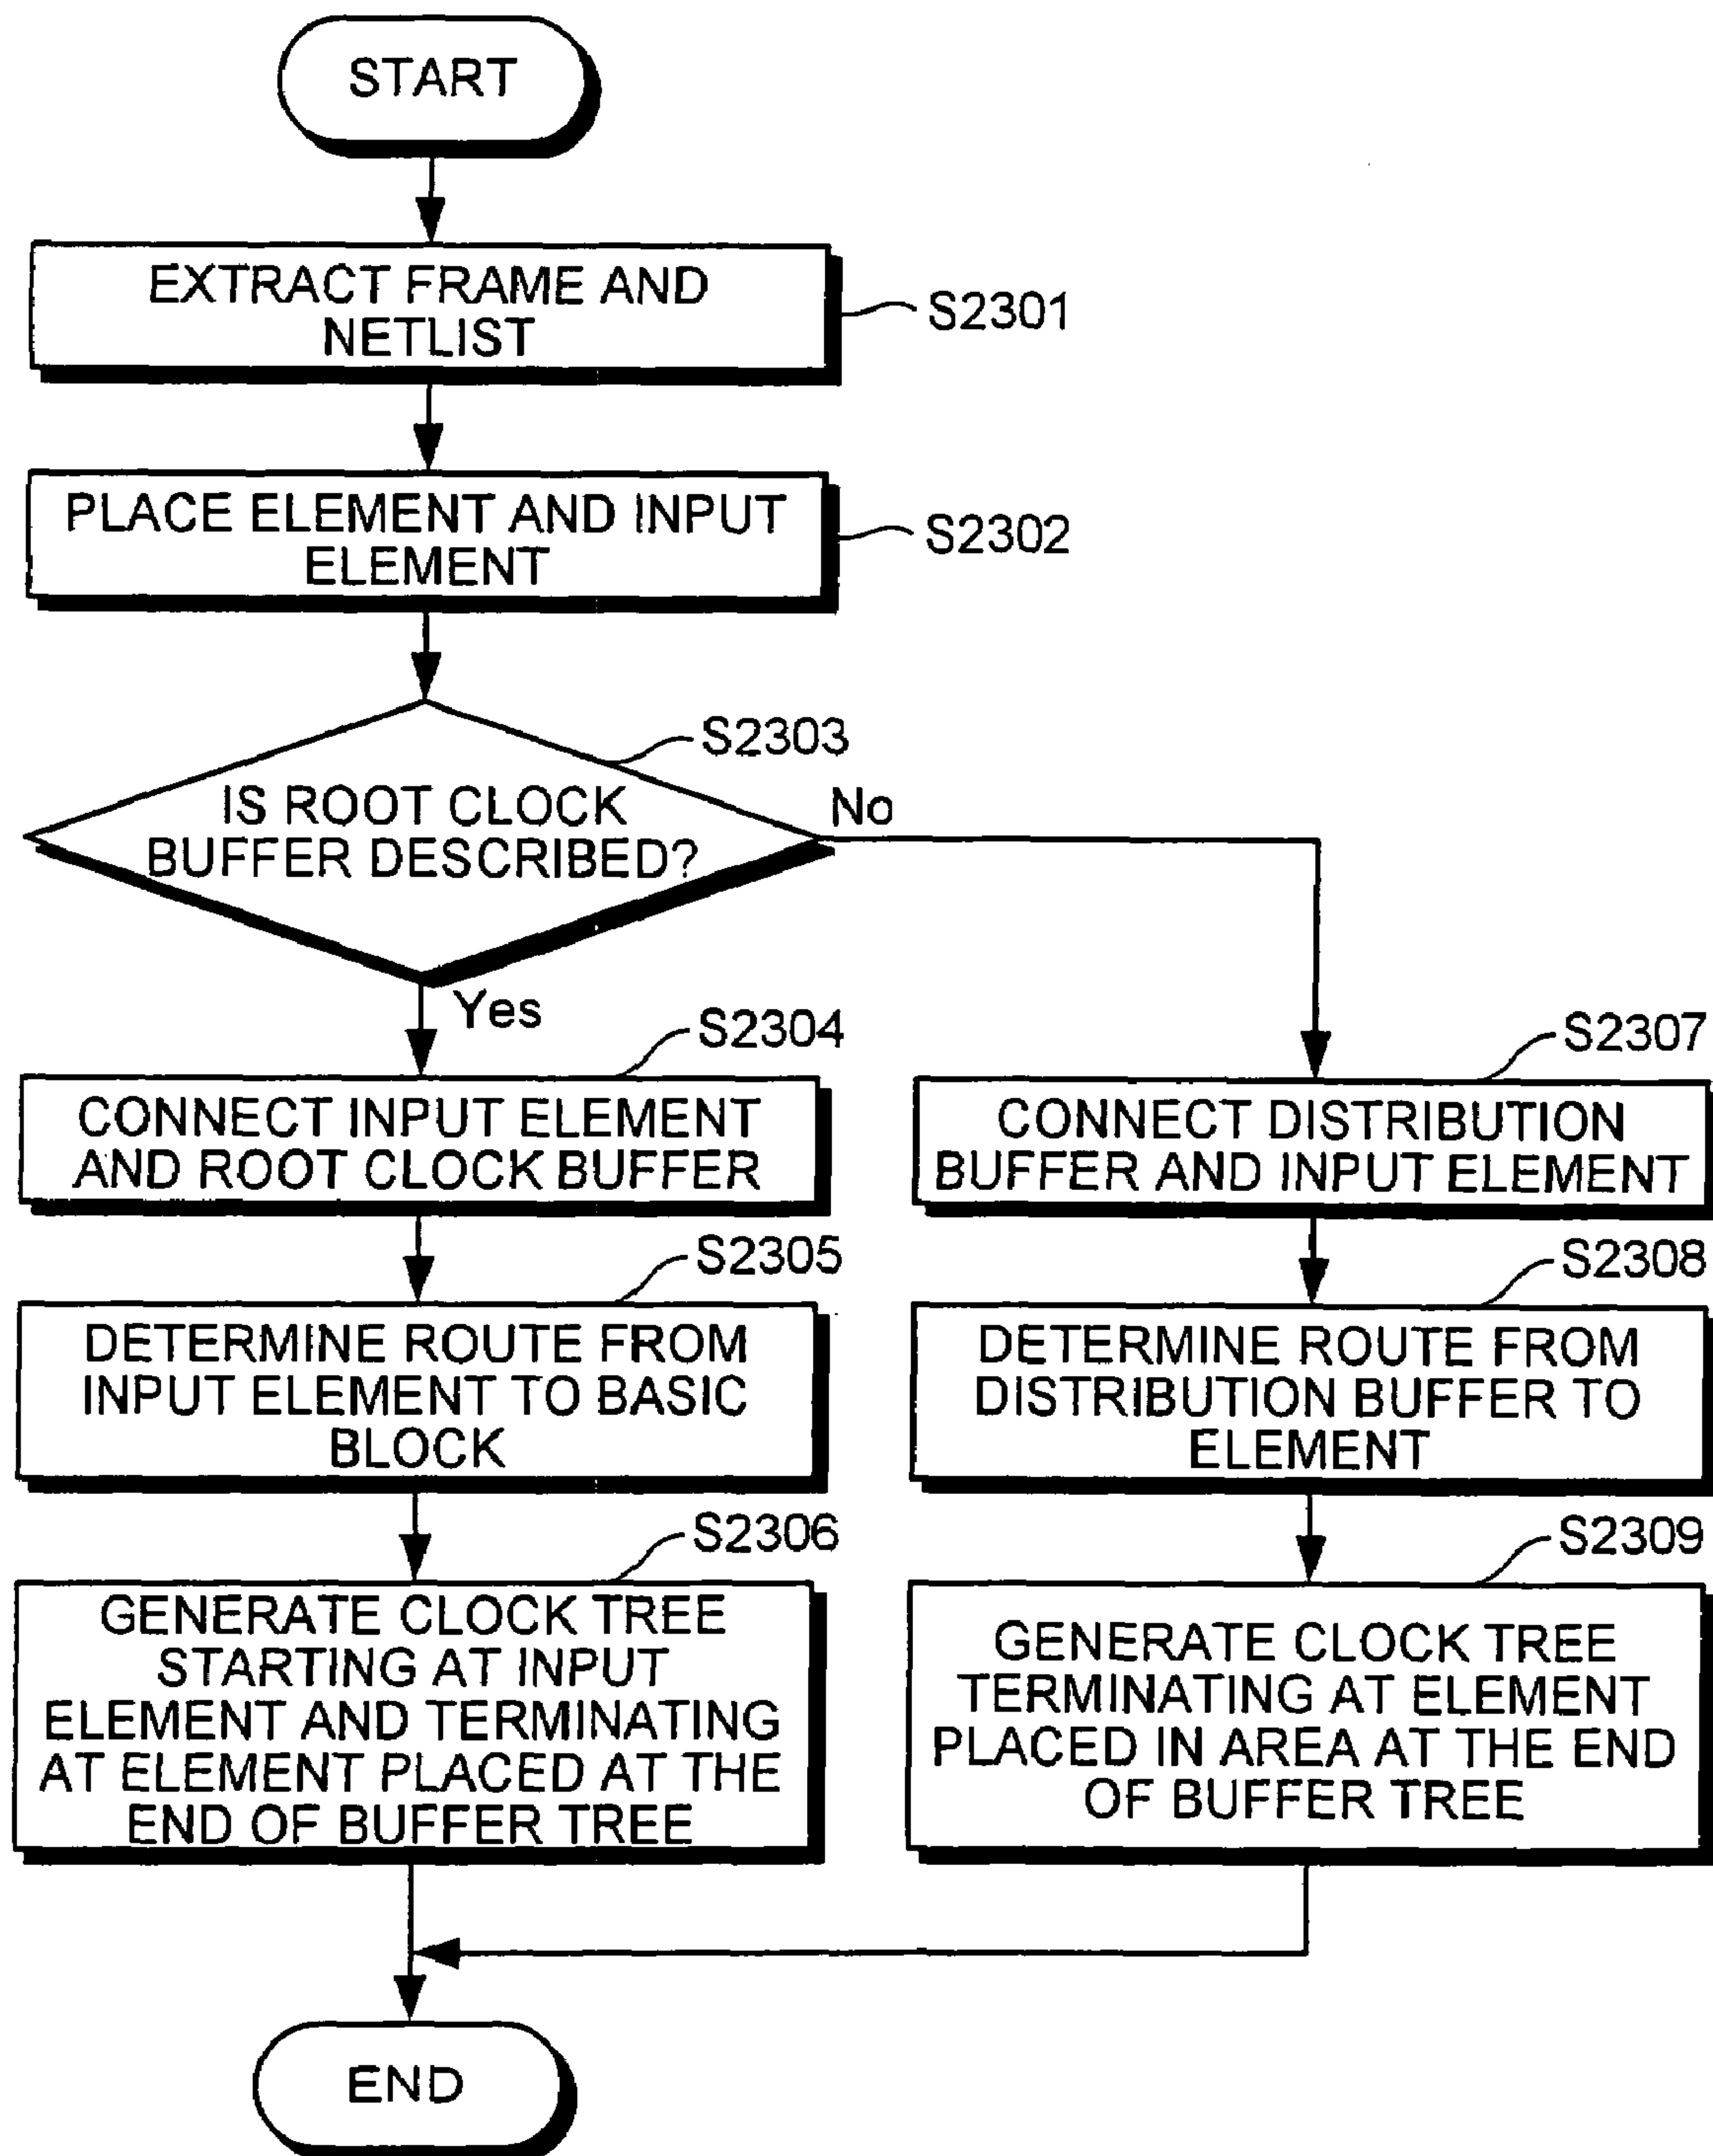 START
EXTRACT FRAME AND
NETLIST
S2301
PLACE ELEMENT AND INPUT
ELEMENT
S2302
S2303
IS ROOT CLOCK
BUFFER DESCRIBED?
No
Yes
S2304
CONNECT INPUT ELEMENT
AND ROOT CLOCK BUFFER
S2305
DETERMINE ROUTE FROM
INPUT ELEMENT TO BASIC
BLOCK
S2306
GENERATE CLOCK TREE
STARTING AT INPUT
ELEMENT AND TERMINATING
AT ELEMENT PLACED AT THE
END OF BUFFER TREE
S2307
CONNECT DISTRIBUTION
BUFFER AND INPUT ELEMENT
S2308
DETERMINE ROUTE FROM
DISTRIBUTION BUFFER TO
ELEMENT
S2309
GENERATE CLOCK TREE
TERMINATING AT ELEMENT
PLACED IN AREA AT THE END
OF BUFFER TREE
END